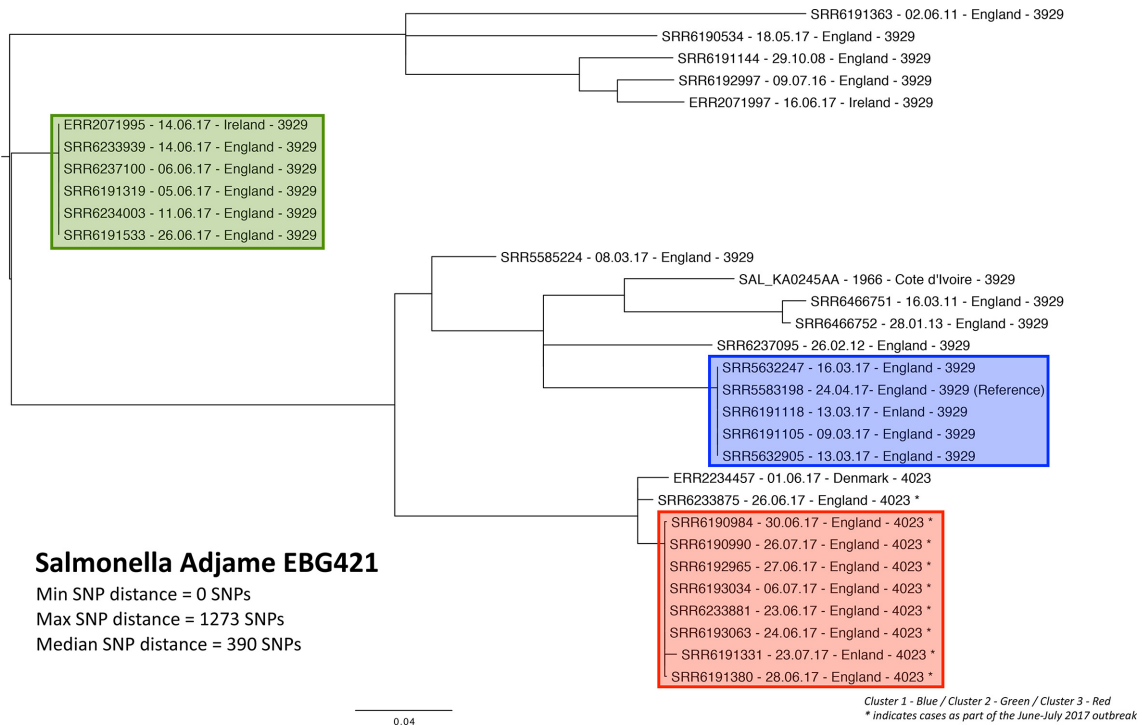 SRR6191363 - 02.06.11 - England - 3929
SRR6190534 - 18.05.17 - England - 3929
SRR6191144 - 29.10.08 - England - 3929
SRR6192997 - 09.07.16 - England - 3929
ERR2071997 - 16.06.17 - Ireland - 3929
ERR2071995 - 14.06.17 - Ireland - 3929
SRR6233939 - 14.06.17 - England - 3929
SRR6237100 - 06.06.17 - England - 3929
SRR6191319 - 05.06.17 - England - 3929
SRR6234003 - 11.06.17 - England - 3929
SRR6191533 - 26.06.17 - England - 3929
SRR5585224 - 08.03.17 - England - 3929
SAL_KA0245AA - 1966 - Cote d'Ivoire - 3929
SRR6466751 - 16.03.11 - England - 3929
SRR6466752 - 28.01.13 - England - 3929
SRR6237095 - 26.02.12 - England - 3929
SRR5632247 - 16.03.17 - England - 3929
SRR5583198 - 24.04.17- England - 3929 (Reference)
SRR6191118 - 13.03.17 - Enland - 3929
SRR6191105 - 09.03.17 - England - 3929
SRR5632905 - 13.03.17 - England - 3929
ERR2234457 - 01.06.17 - Denmark - 4023
SRR6233875 - 26.06.17 - England - 4023 *
SRR6190984 - 30.06.17 - England - 4023 *
SRR6190990 - 26.07.17 - England - 4023 *
SRR6192965 - 27.06.17 - England - 4023 *
SRR6193034 - 06.07.17 - England - 4023 *
SRR6233881 - 23.06.17 - England - 4023 *
SRR6193063 - 24.06.17 - England - 4023 *
SRR6191331 - 23.07.17 - Enland - 4023 *
SRR6191380 - 28.06.17 - England - 4023 *
Salmonella Adjame EBG421
Min SNP distance = 0 SNPs
Max SNP distance = 1273 SNPs
Median SNP distance = 390 SNPs
0.04
Cluster 1 - Blue / Cluster 2 - Green / Cluster 3 - Red
* indicates cases as part of the June-July 2017 outbreak